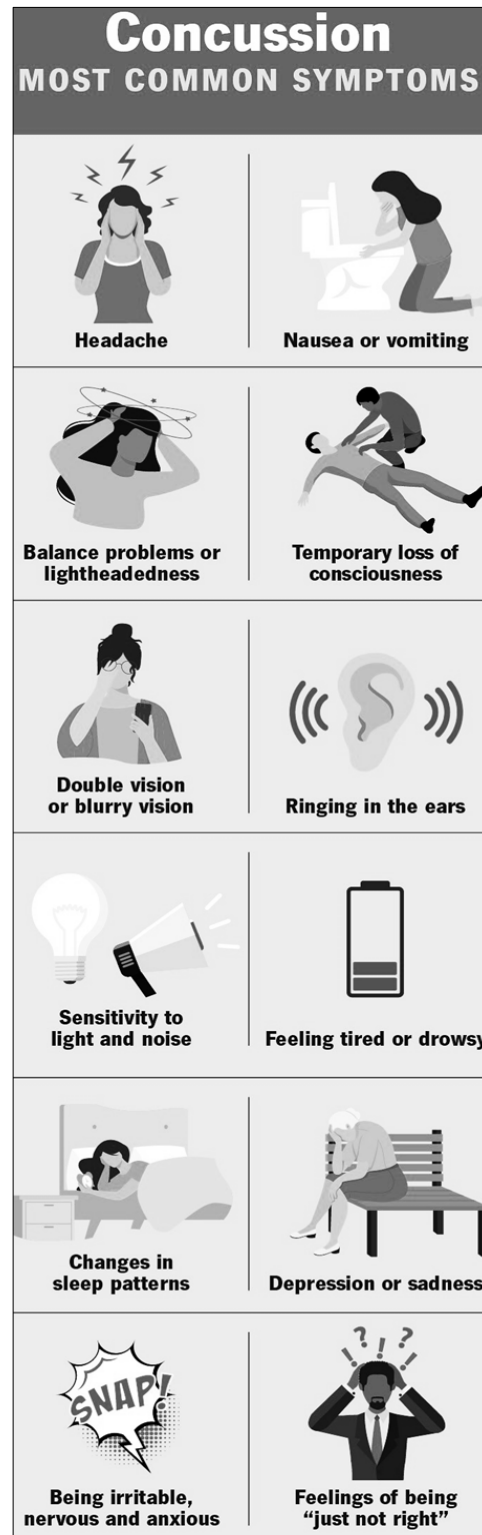 Concussion
MOST COMMON SYMPTOMS
Headache
Nausea or vomiting
Balance problems or
lightheadedness
Temporary loss of
consciousness
Double vision
or blurry vision
Ringing in the ears
Sensitivity to
light and noise
Feeling tired or drowsy
Changes in
sleep patterns
Depression or sadness
SNAP!
Being irritable,
nervous and anxious
? ! ? ! ? !
Feelings of being
“just not right”